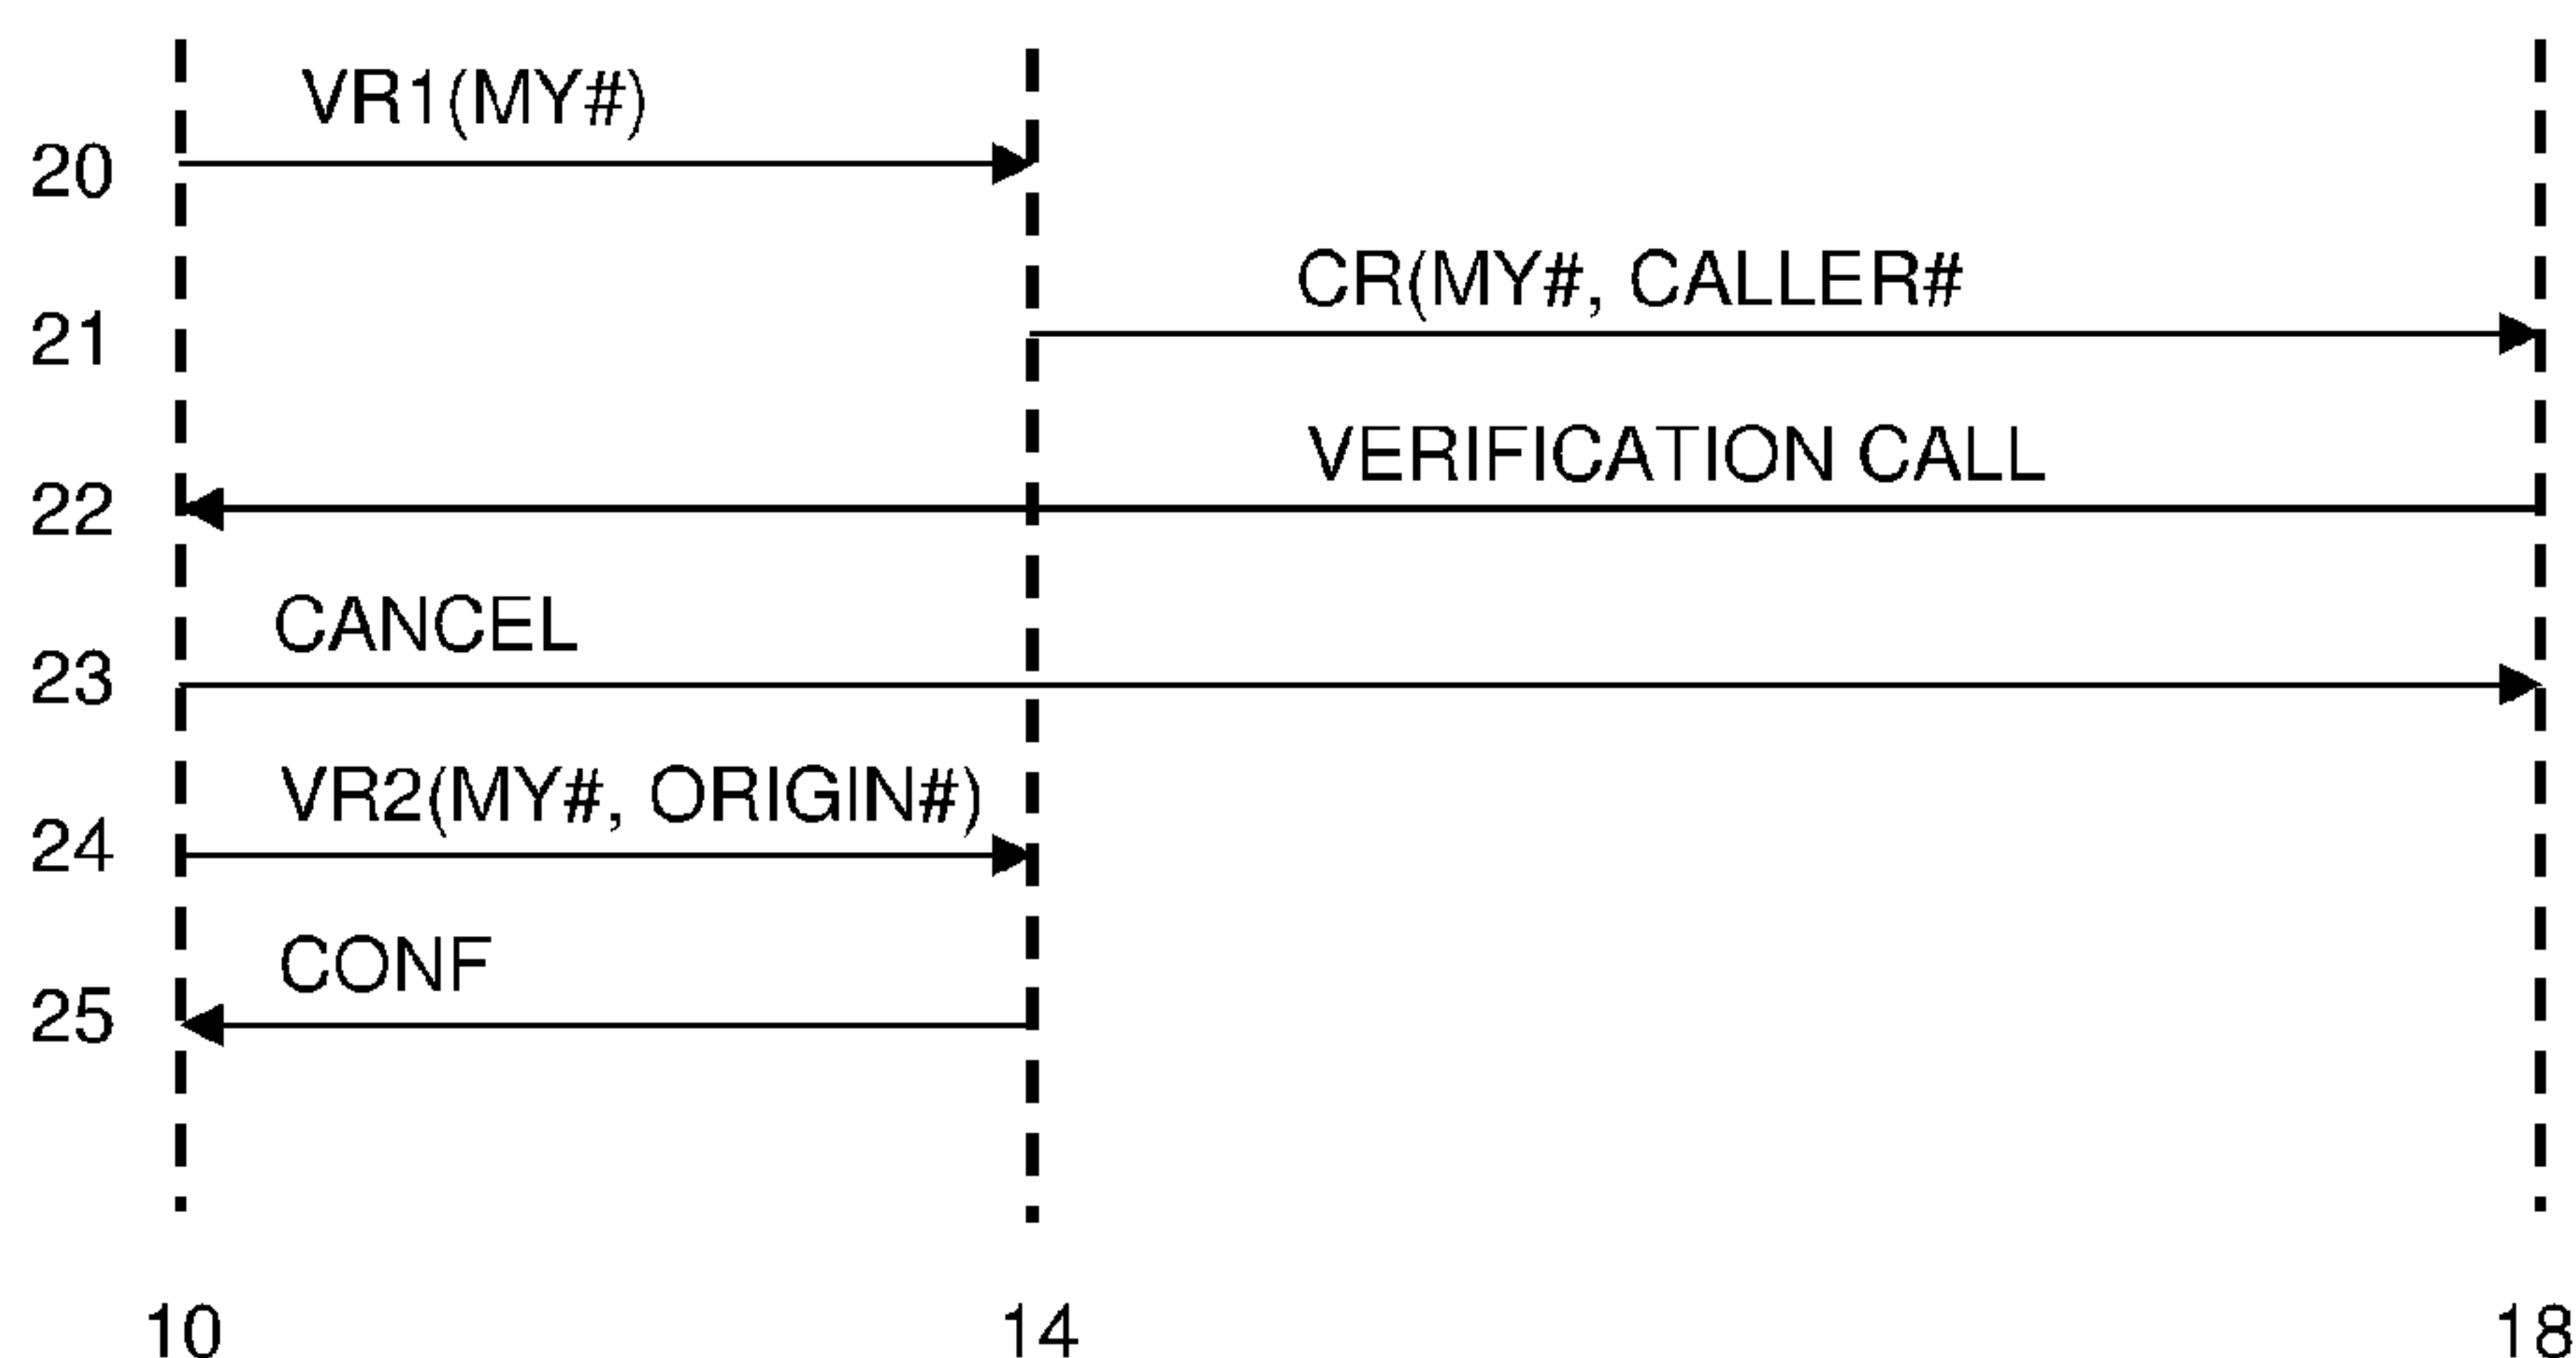 VR1(MY#)
20
CR(MY#, CALLER#
21
VERIFICATION CALL
22
CANCEL
23
VR2(MY#, ORIGIN#)
24
CONF
25
10 14 18